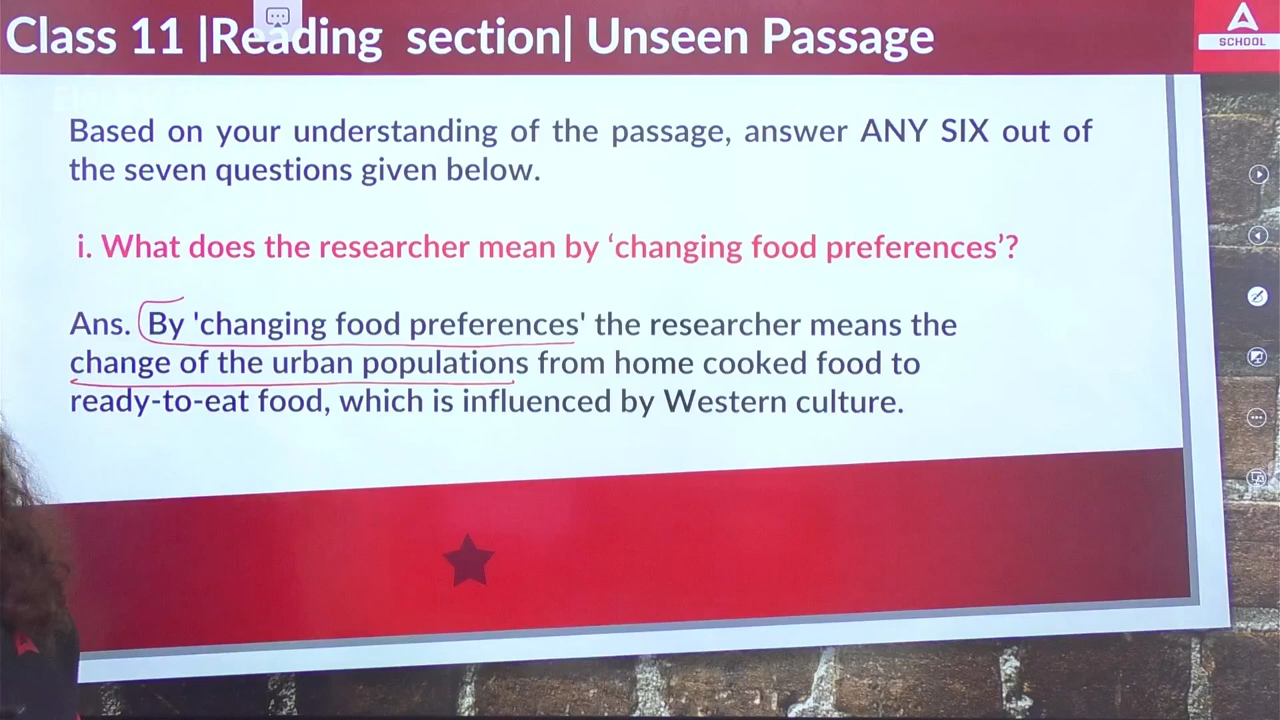 Class 11 |Reading section| Unseen Passage
SCHOOL
Based on your understanding of the passage, answer ANY SIX out of
the seven questions given below.
i. What does the researcher mean by ‘changing food preferences’?
Ans. By 'changing food preferences' the researcher means the
change of the urban populations from home cooked food to
ready-to-eat food, which is influenced by Western culture.